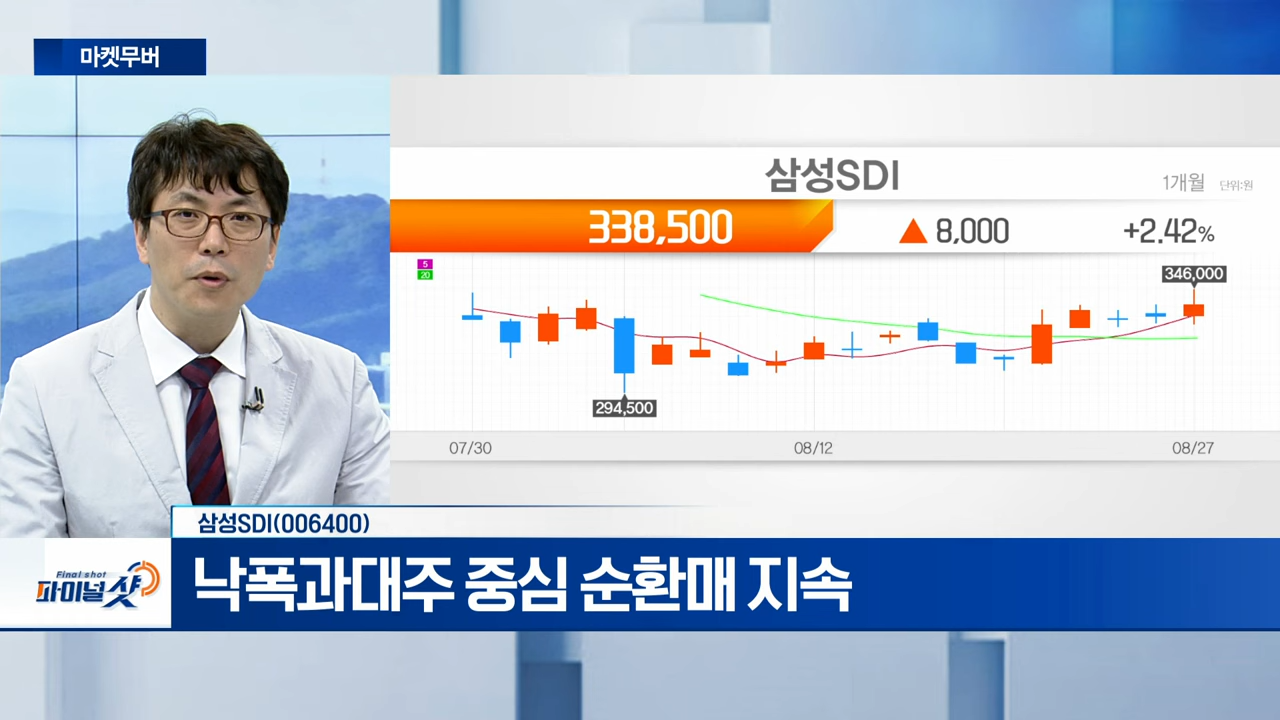 마켓무버
삼성SDI
1개월 단위:원
338,500 ▲ 8,000 +2.42%
5
20
346,000
294,500
07/30 08/12 08/27
삼성SDI(006400)
Final shot
파이널샷
낙폭과대주 중심 순환매 지속